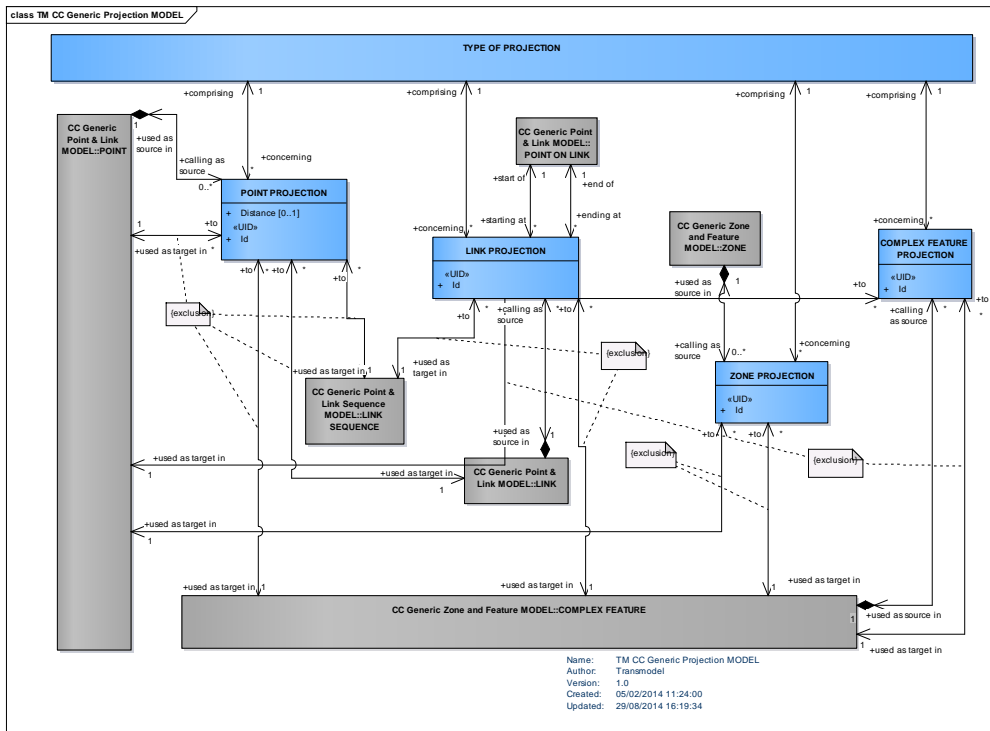 class TM CC Generic Projection MODEL
TYPE OF PROJECTION
+comprising 1
+comprising 1
+comprising 1
+comprising 1
CC Generic
Point & Link
MODEL::POINT
1
+used as
source in
+calling as
source
0..*
+concerning
*
CC Generic Point
& Link MODEL::
POINT ON LINK
+start of 1
1
+end of
POINT PROJECTION
+ Distance [0..1]
«UID»
+ Id
1
+to
+used as target in *
+concerning *
+starting at
*
+ending at
*
LINK PROJECTION
«UID»
+ Id
CC Generic Zone
and Feature
MODEL::ZONE
1
+used as
source in
+concerning *
COMPLEX FEATURE
PROJECTION
«UID»
+ Id
+to * +to * *
{exclusion}
+to
*
+calling as
source
* +to *
+to
*
+calling
as source
* *
+to
+used as
target in
{exclusion}
+calling as
source
0..*
+concerning
*
ZONE PROJECTION
«UID»
+ Id
+used as target in 1
1
CC Generic Point &
Link Sequence
MODEL::LINK
SEQUENCE
+used as
source in
1
+to * +to *
{exclusion}
{exclusion}
+used as target in
1
+used as target in
1
CC Generic Point &
Link MODEL::LINK
+used as target in
1
+used as target in 1
+used as target in 1
+used as target in
1
CC Generic Zone and Feature MODEL::COMPLEX FEATURE
1
+used as source in
1
+used as target in
Name: TM CC Generic Projection MODEL
Author: Transmodel
Version: 1.0
Created: 05/02/2014 11:24:00
Updated: 29/08/2014 16:19:34